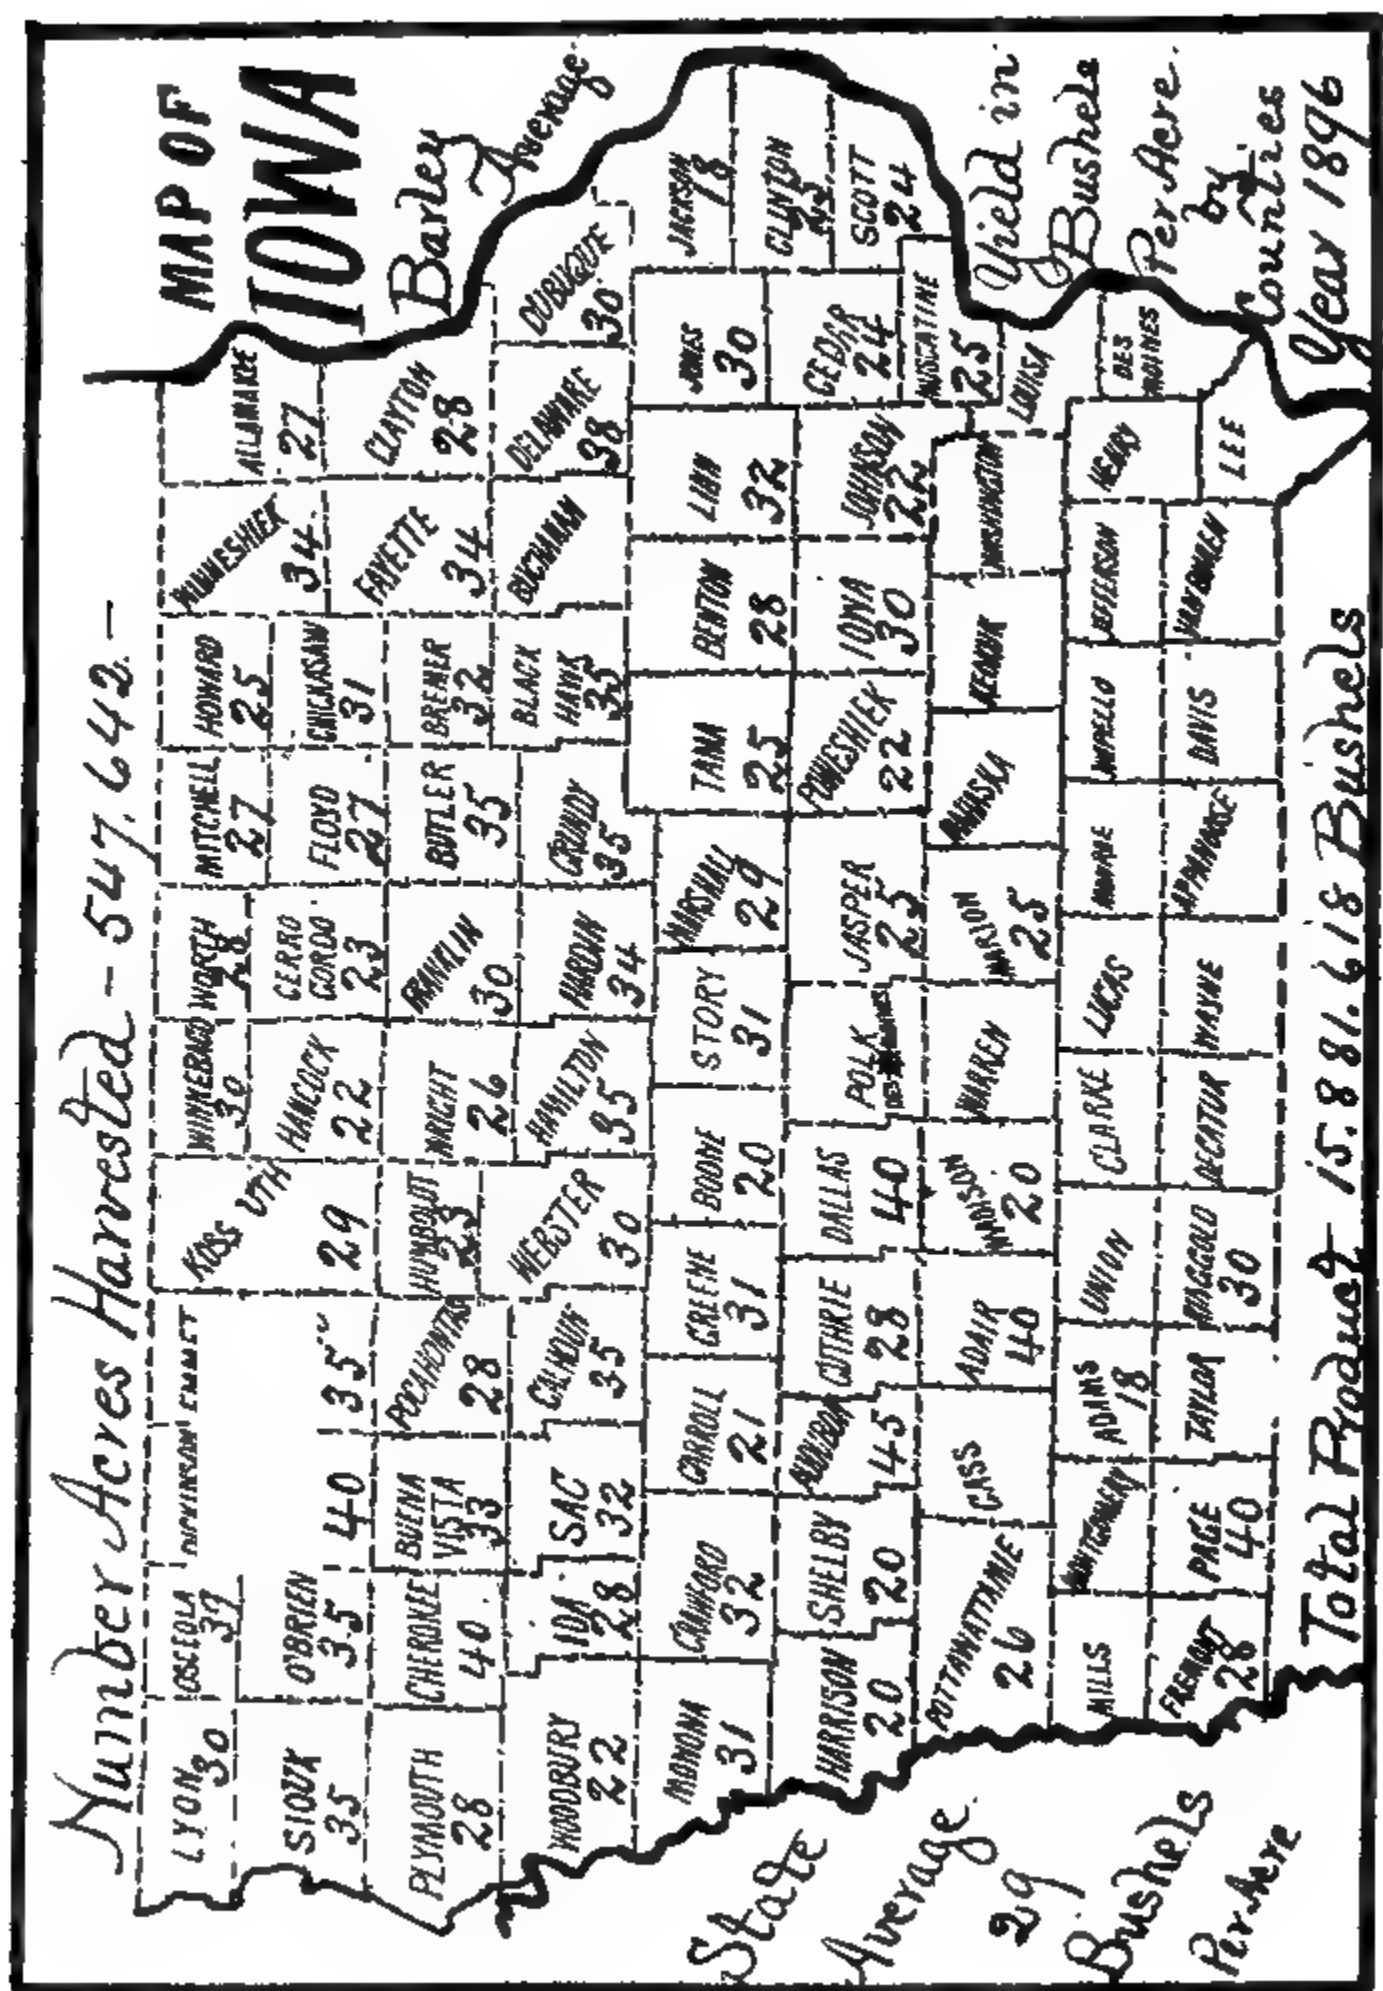 Number Acres Harvested - 547.642 -
MAP OF
IOWA
Barley
Average
Yield in
Bushels
Per Acre.
by
Counties
Year 1896
LYON 30
OSCEOLA
39
DICKINSON
40
EMMET
35
KOSSUTH
29
WINNEBAGO
30
WORTH
28
MITCHELL
27
HOWARD
25
WINNESHIEK
34
ALLAMAKEE
27
SIOUX
35
O'BRIEN
35
HANCOCK
22
CERRO
GORDO
23
FLOYD
27
CHICKASAW
31
PLYMOUTH
28
CHEROKEE
40
BUENA
VISTA
33
POCAHONTAS
28
HUMBOLDT
23
WRIGHT
26
FRANKLIN
30
BUTLER
35
BREMER
32
FAYETTE
34
CLAYTON
28
WOODBURY
22
IDA
28
SAC
32
CALHOUN
35
WEBSTER
30
HAMILTON
35
HARDIN
34
GRUNDY
35
BLACK
HAWK
35
BUCHANAN
DELAWARE
38
DUBUQUE
30
MONONA
31
CRAWFORD
32
CARROLL
21
GREENE
31
BOONE
20
STORY
31
MARSHALL
29
TAMA
25
BENTON
28
LINN
32
JONES
30
JACKSON
18
CLINTON
HARRISON
20
SHELBY
20
AUDUBON
45
GUTHRIE
28
DALLAS
40
POLK
DES MOINES
JASPER
25
POWESHIEK
22
IOWA
30
JOHNSON
22
CEDAR
24
SCOTT
24
MUSCATINE
25
POTTAWATTAMIE
26
CASS
ADAIR
40
MADISON
20
WARREN
MARION
25
MAHASKA
KEOKUK
WASHINGTON
LOUISA
MILLS
MONTGOMERY
ADAMS
18
UNION
CLARKE
LUCAS
MONROE
WAPELLO
JEFFERSON
HENRY
DES
MOINES
FREMONT
28
PAGE
40
TAYLOR
RINGGOLD
30
DECATUR
WAYNE
APPANOOSE
DAVIS
VAN BUREN
LEE
State
Average.
29
Bushels
Per Acre
Total Product 15.881.618 Bushels